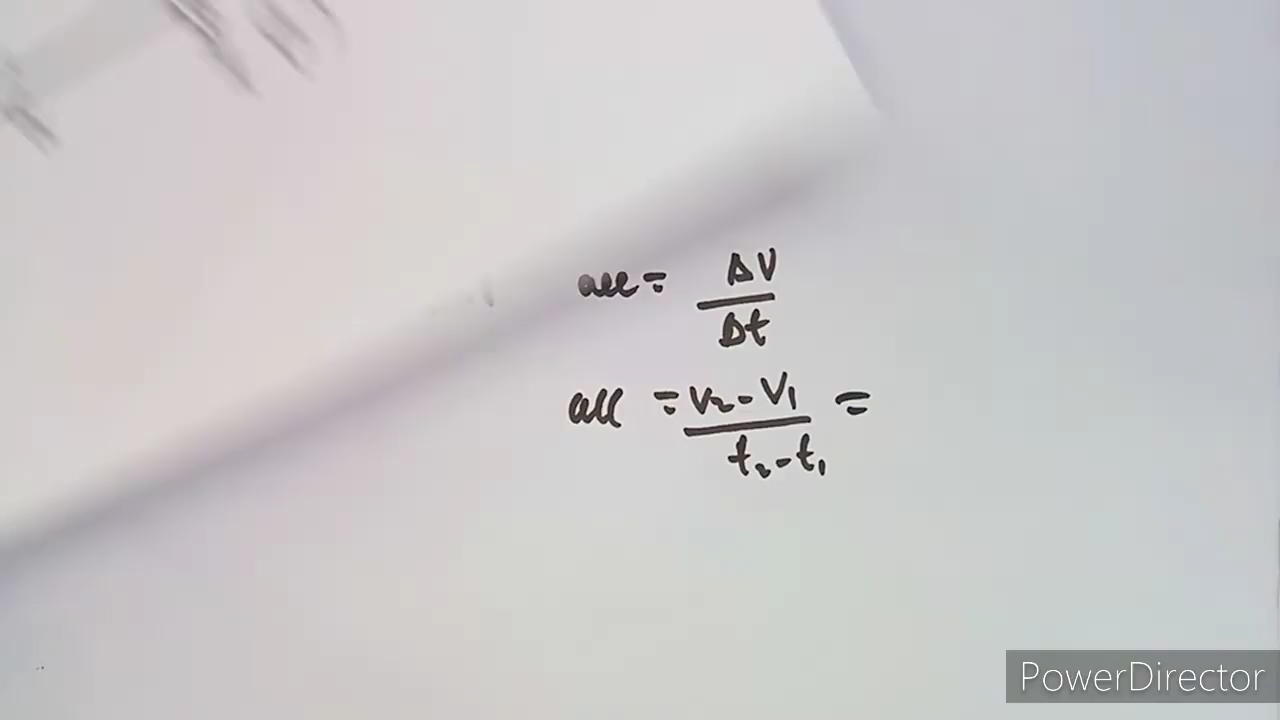 acc = ΔV
Δt
acc = V₂ - V₁ =
t₂ - t₁
PowerDirector